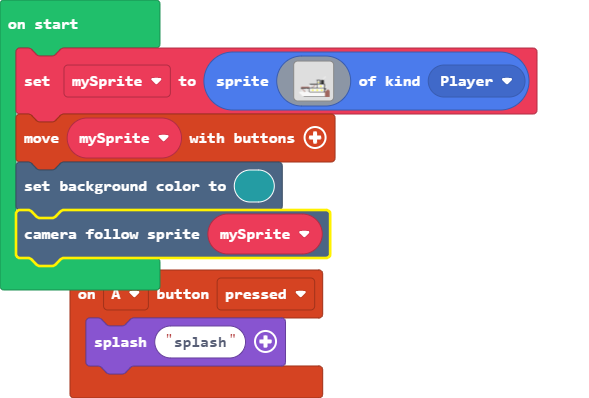 on start
set mySprite to sprite of kind Player
move mySprite with buttons
set background color to
camera follow sprite mySprite
on A button pressed
splash "splash"